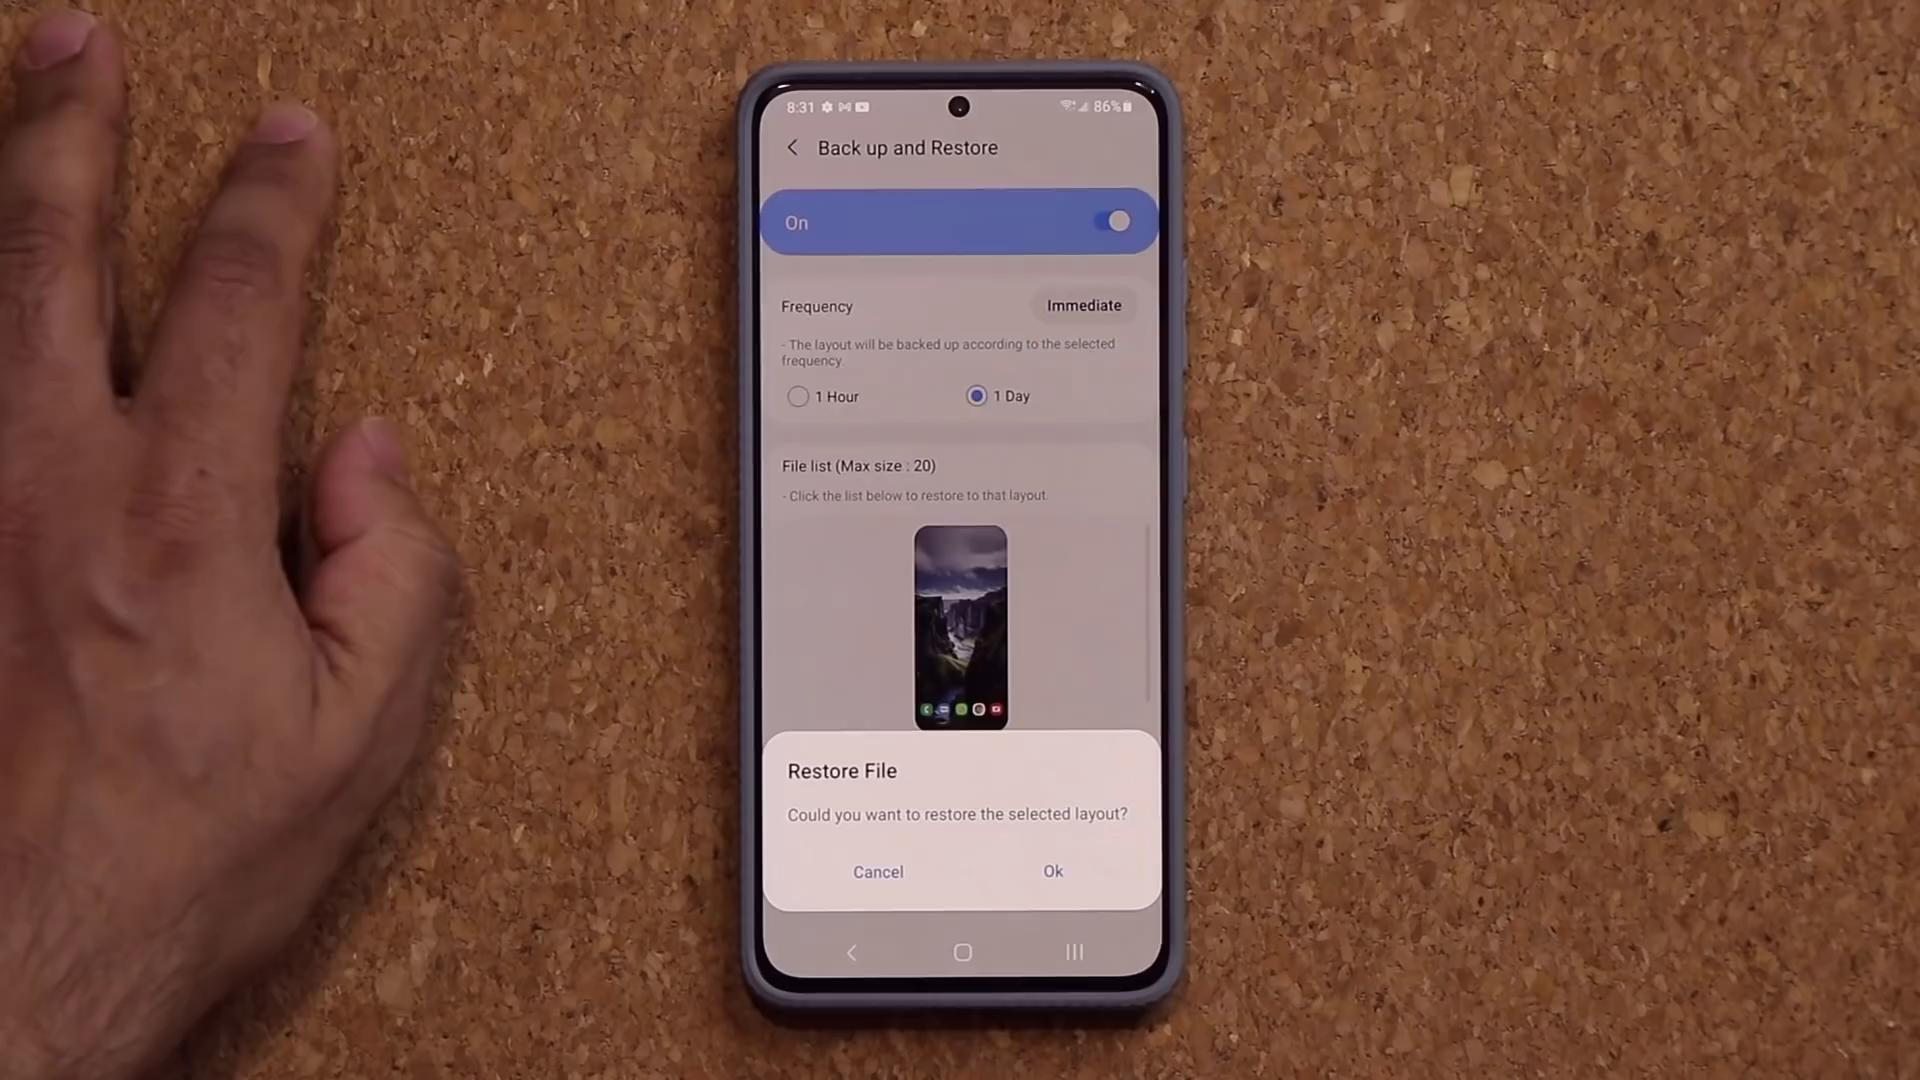 8:31
86%
Back up and Restore
On
Frequency
Immediate
- The layout will be backed up according to the selected
frequency.
1 Hour
1 Day
File list (Max size : 20)
- Click the list below to restore to that layout.
Restore File
Could you want to restore the selected layout?
Cancel
Ok